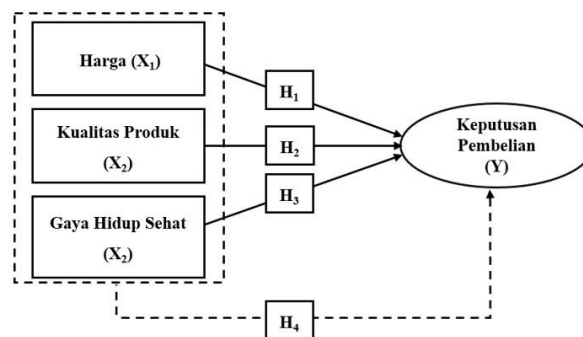 Harga (X₁)
H₁
Kualitas Produk
(X₂)
H₂
Keputusan
Pembelian
(Y)
Gaya Hidup Sehat
(X₂)
H₃
H₄